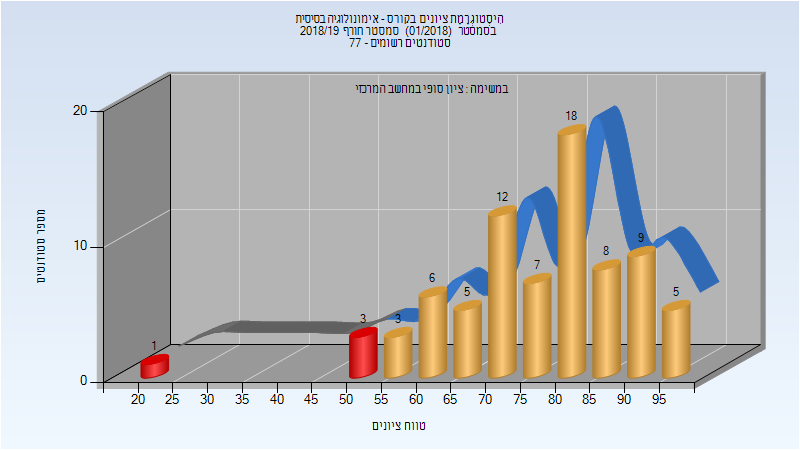 היסטוגרמת ציונים בקורס - אימונולוגיה בסיסית
בסמסטר (01/2018) סמסטר חורף 2018/19
סטודנטים רשומים - 77
במשימה : ציון סופי במחשב המרכזי
מספר סטודנטים
20
10
0
1
3
3
6
5
12
7
18
8
9
5
20 25 30 35 40 45 50 55 60 65 70 75 80 85 90 95
טווח ציונים